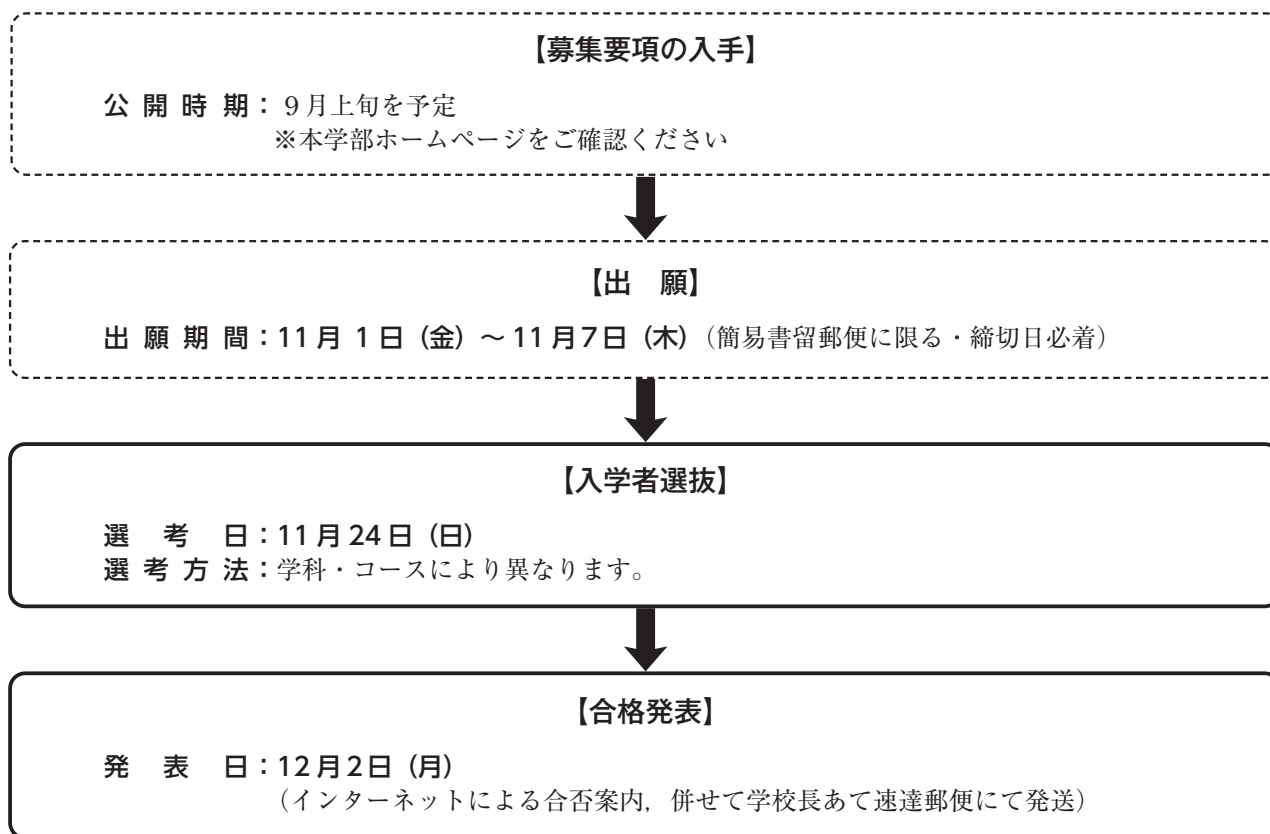 【募集要項の入手】
公開時期：９月上旬を予定
※本学部ホームページをご確認ください
【出　願】
出願期間：11月 1日（金）～11月7日（木）（簡易書留郵便に限る・締切日必着）
【入学者選抜】
選　考　日：11月24日（日）
選考方法：学科・コースにより異なります。
【合格発表】
発　表　日：12月2日（月）
（インターネットによる合否案内，併せて学校長あて速達郵便にて発送）